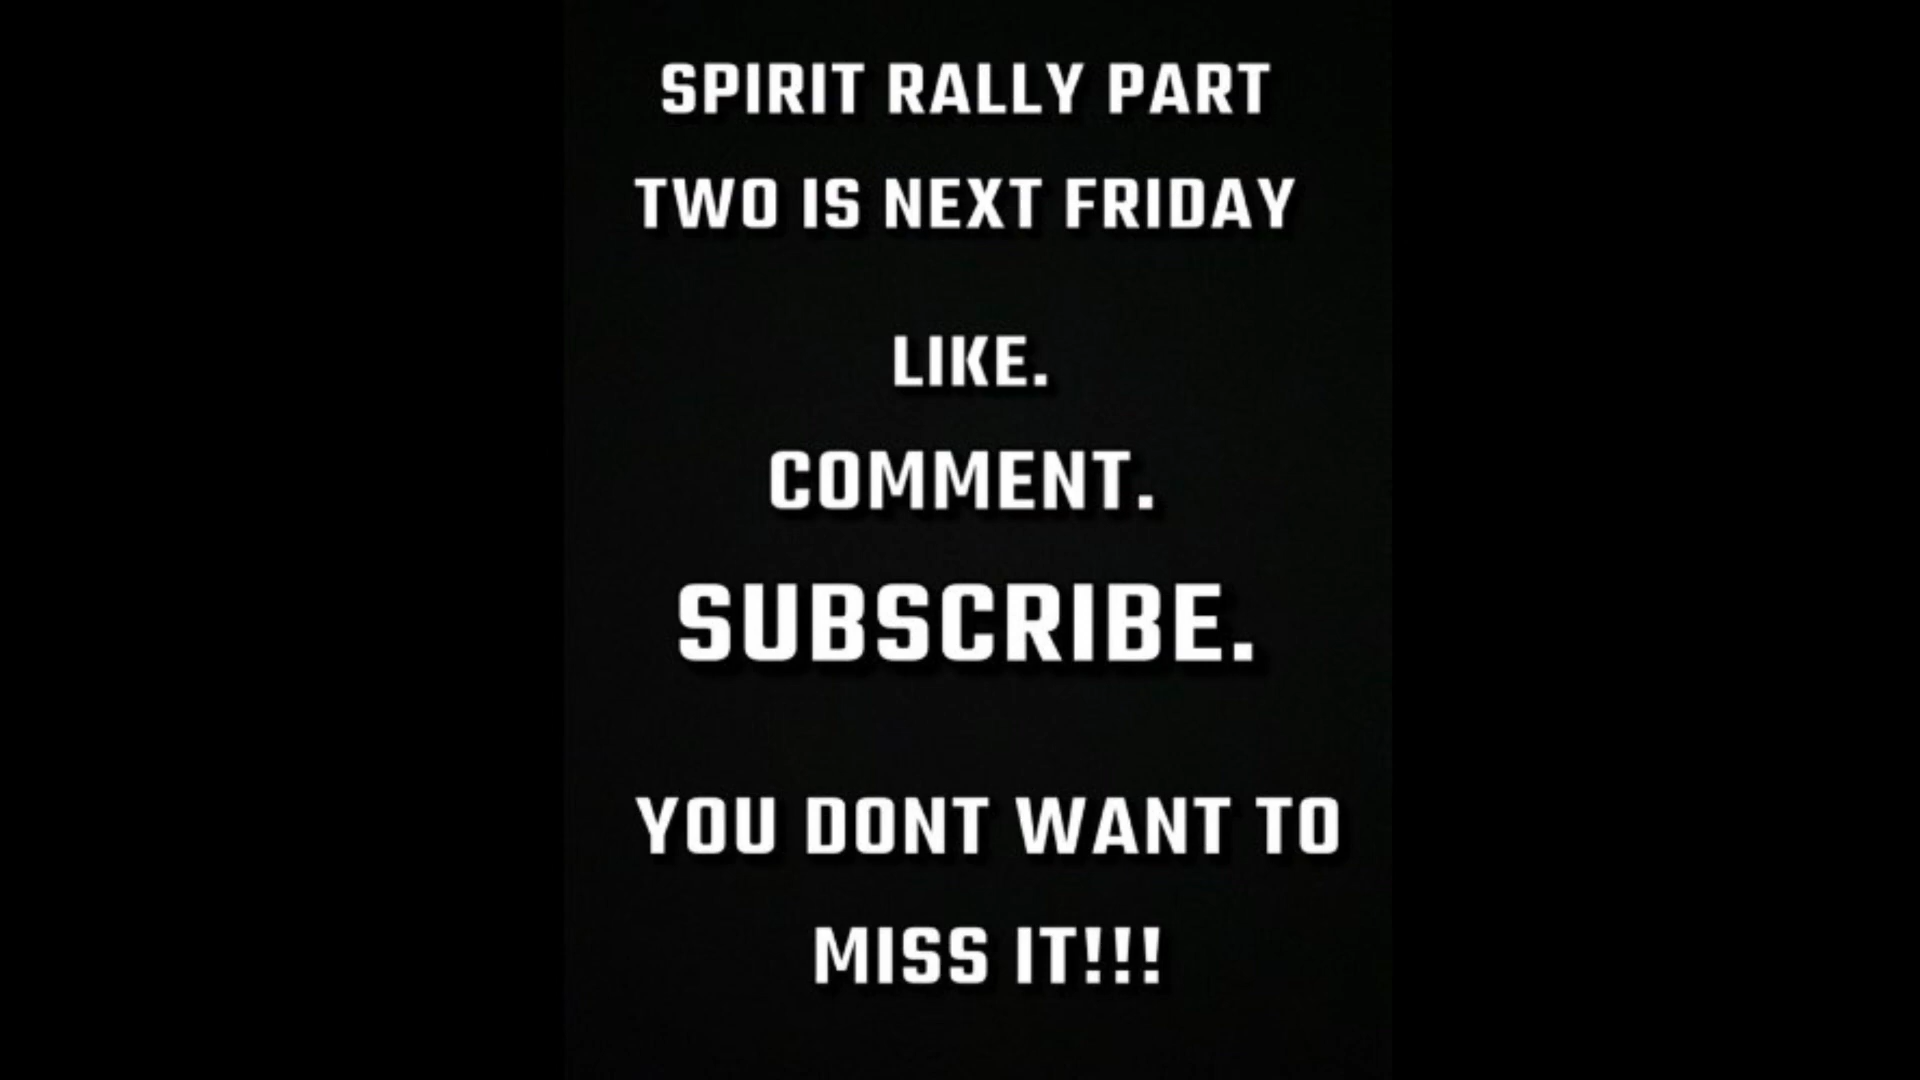 SPIRIT RALLY PART
TWO IS NEXT FRIDAY
LIKE.
COMMENT.
SUBSCRIBE.
YOU DONT WANT TO
MISS IT!!!